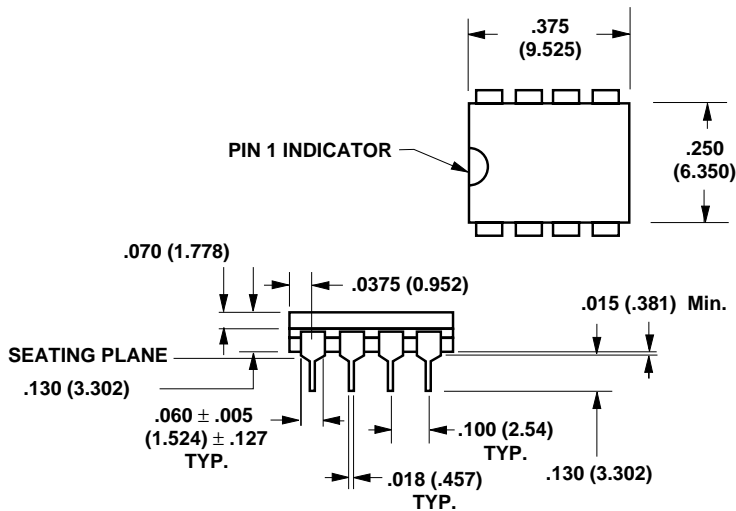 .375
(9.525)
PIN 1 INDICATOR
.250
(6.350)
.070 (1.778)
.0375 (0.952)
.015 (.381) Min.
SEATING PLANE
.130 (3.302)
.060 ± .005
(1.524) ± .127
TYP.
.100 (2.54)
TYP.
.130 (3.302)
.018 (.457)
TYP.